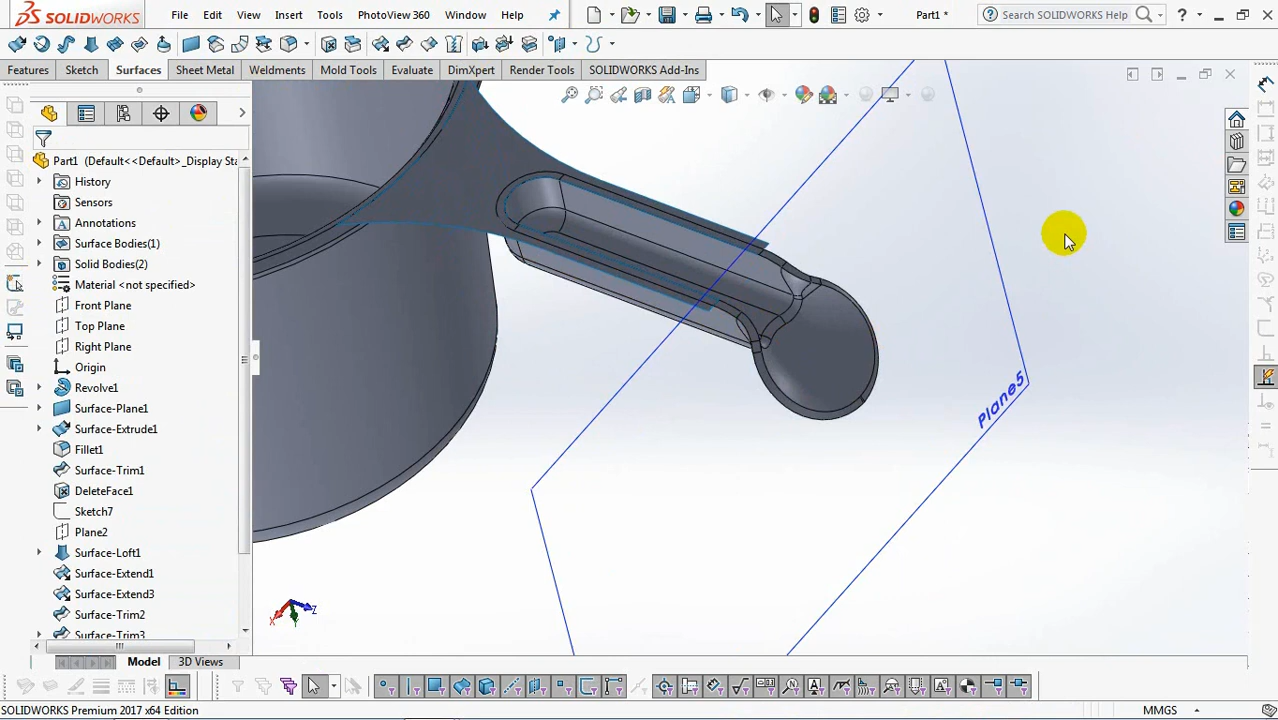 SOLIDWORKS File Edit View Insert Tools PhotoView 360 Window Help Part1 * Search SOLIDWORKS Help ?
Features Sketch Surfaces Sheet Metal Weldments Mold Tools Evaluate DimXpert Render Tools SOLIDWORKS Add-Ins
Part1 (Default<<Default>_Display Sta
History
Sensors
Annotations
Surface Bodies(1)
Solid Bodies(2)
Material <not specified>
Front Plane
Top Plane
Right Plane
Origin
Revolve1
Surface-Plane1
Surface-Extrude1
Fillet1
Surface-Trim1
DeleteFace1
Sketch7
Plane2
Surface-Loft1
Surface-Extend1
Surface-Extend3
Surface-Trim2
Surface-Trim3
Plane5
X Z
Model 3D Views
SOLIDWORKS Premium 2017 x64 Edition MMGS